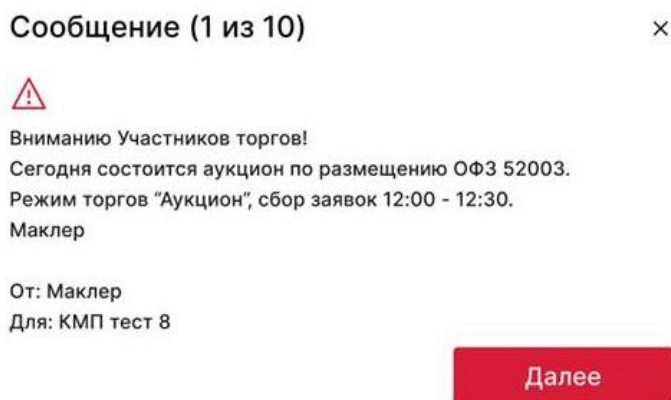 Сообщение (1 из 10)
Вниманию Участников торгов!
Сегодня состоится аукцион по размещению ОФЗ 52003.
Режим торгов “Аукцион”, сбор заявок 12:00 - 12:30.
Маклер
От: Маклер
Для: КМП тест 8
Далее